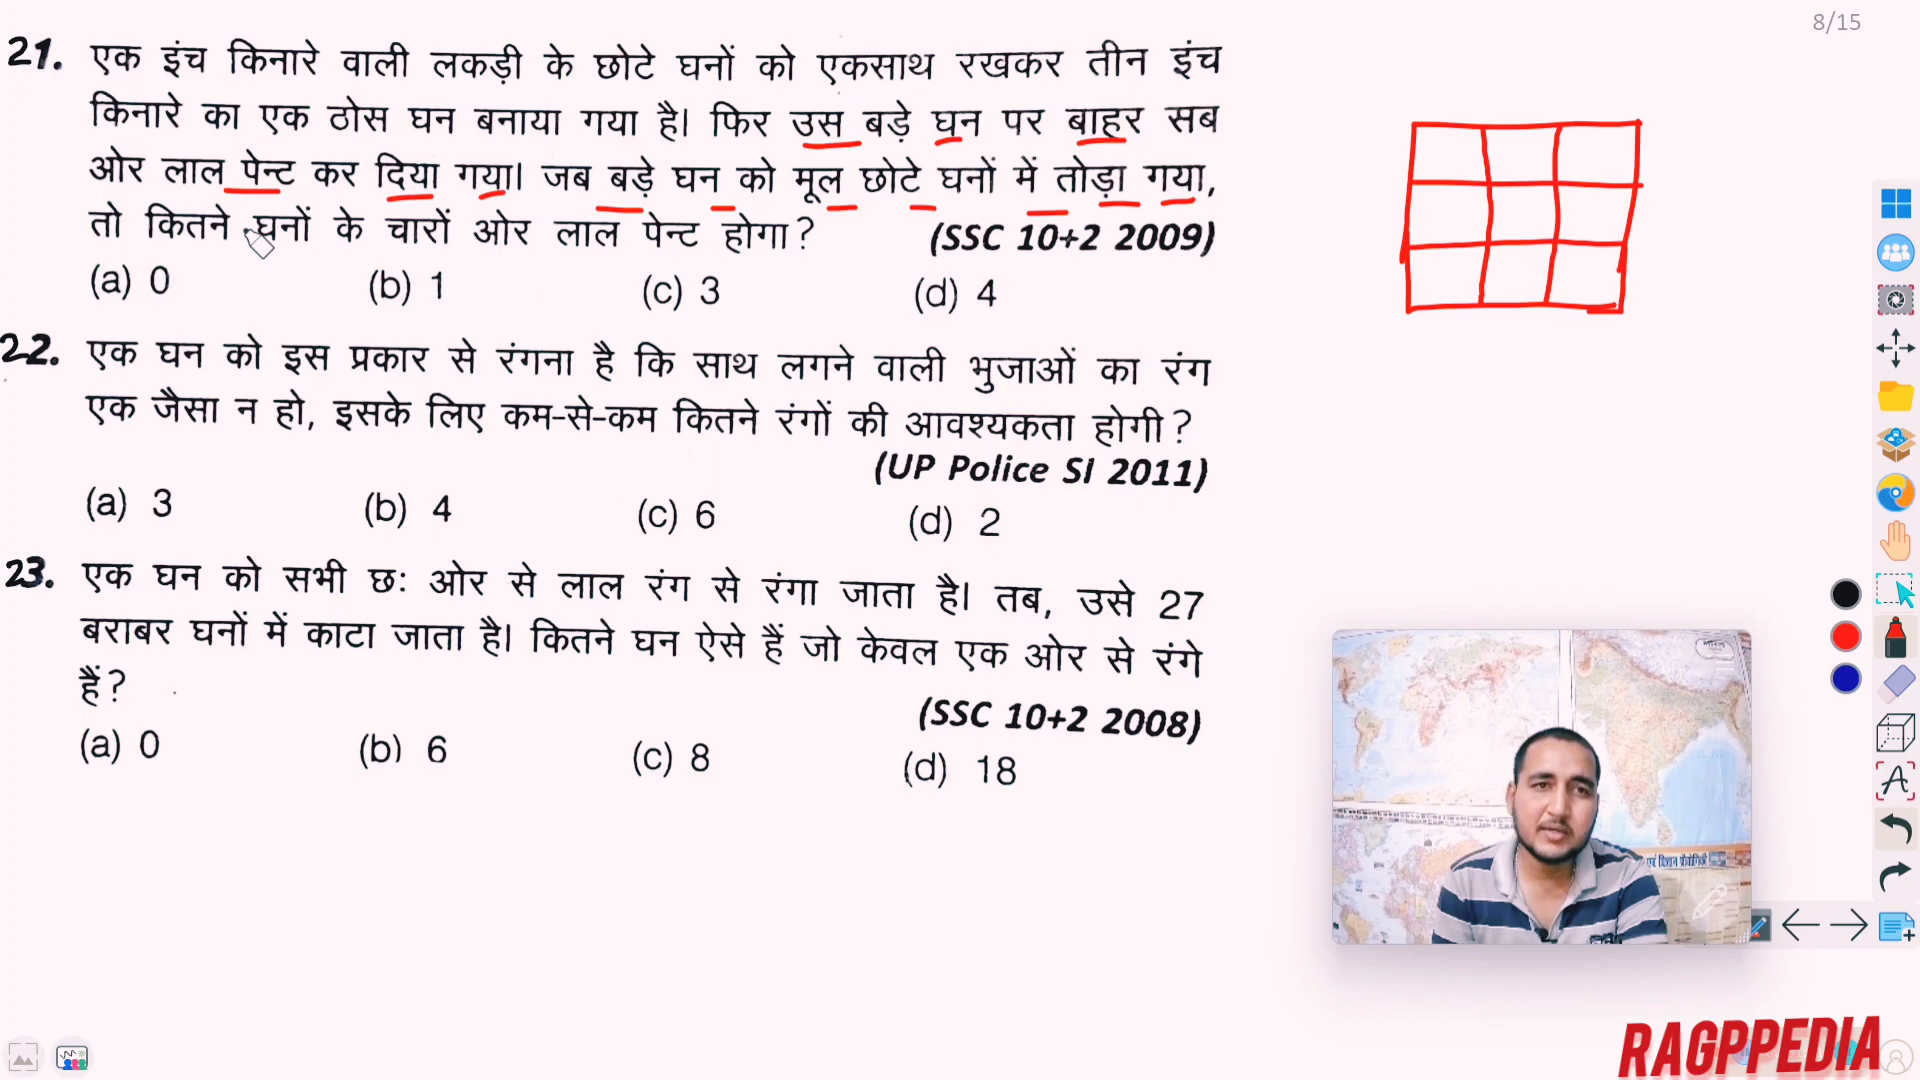 8/15
21. एक इंच किनारे वाली लकड़ी के छोटे घनों को एकसाथ रखकर तीन इंच
किनारे का एक ठोस घन बनाया गया है। फिर उस बड़े घन पर बाहर सब
ओर लाल पेन्ट कर दिया गया। जब बड़े घन को मूल छोटे घनों में तोड़ा गया,
तो कितने घनों के चारों ओर लाल पेन्ट होगा? (SSC 10+2 2009)
(a) 0 (b) 1 (c) 3 (d) 4
22. एक घन को इस प्रकार से रंगना है कि साथ लगने वाली भुजाओं का रंग
एक जैसा न हो, इसके लिए कम-से-कम कितने रंगों की आवश्यकता होगी?
(UP Police SI 2011)
(a) 3 (b) 4 (c) 6 (d) 2
23. एक घन को सभी छः ओर से लाल रंग से रंगा जाता है। तब, उसे 27
बराबर घनों में काटा जाता है। कितने घन ऐसे हैं जो केवल एक ओर से रंगे
हैं?
(SSC 10+2 2008)
(a) 0 (b) 6 (c) 8 (d) 18
RAGPPEDIA